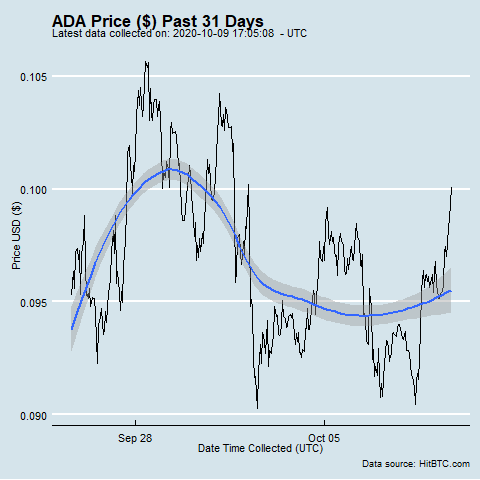 ADA Price ($) Past 31 Days
Latest data collected on: 2020-10-09 17:05:08 - UTC
0.105
0.100
0.095
0.090
Price USD ($)
Sep 28
Oct 05
Date Time Collected (UTC)
Data source: HitBTC.com